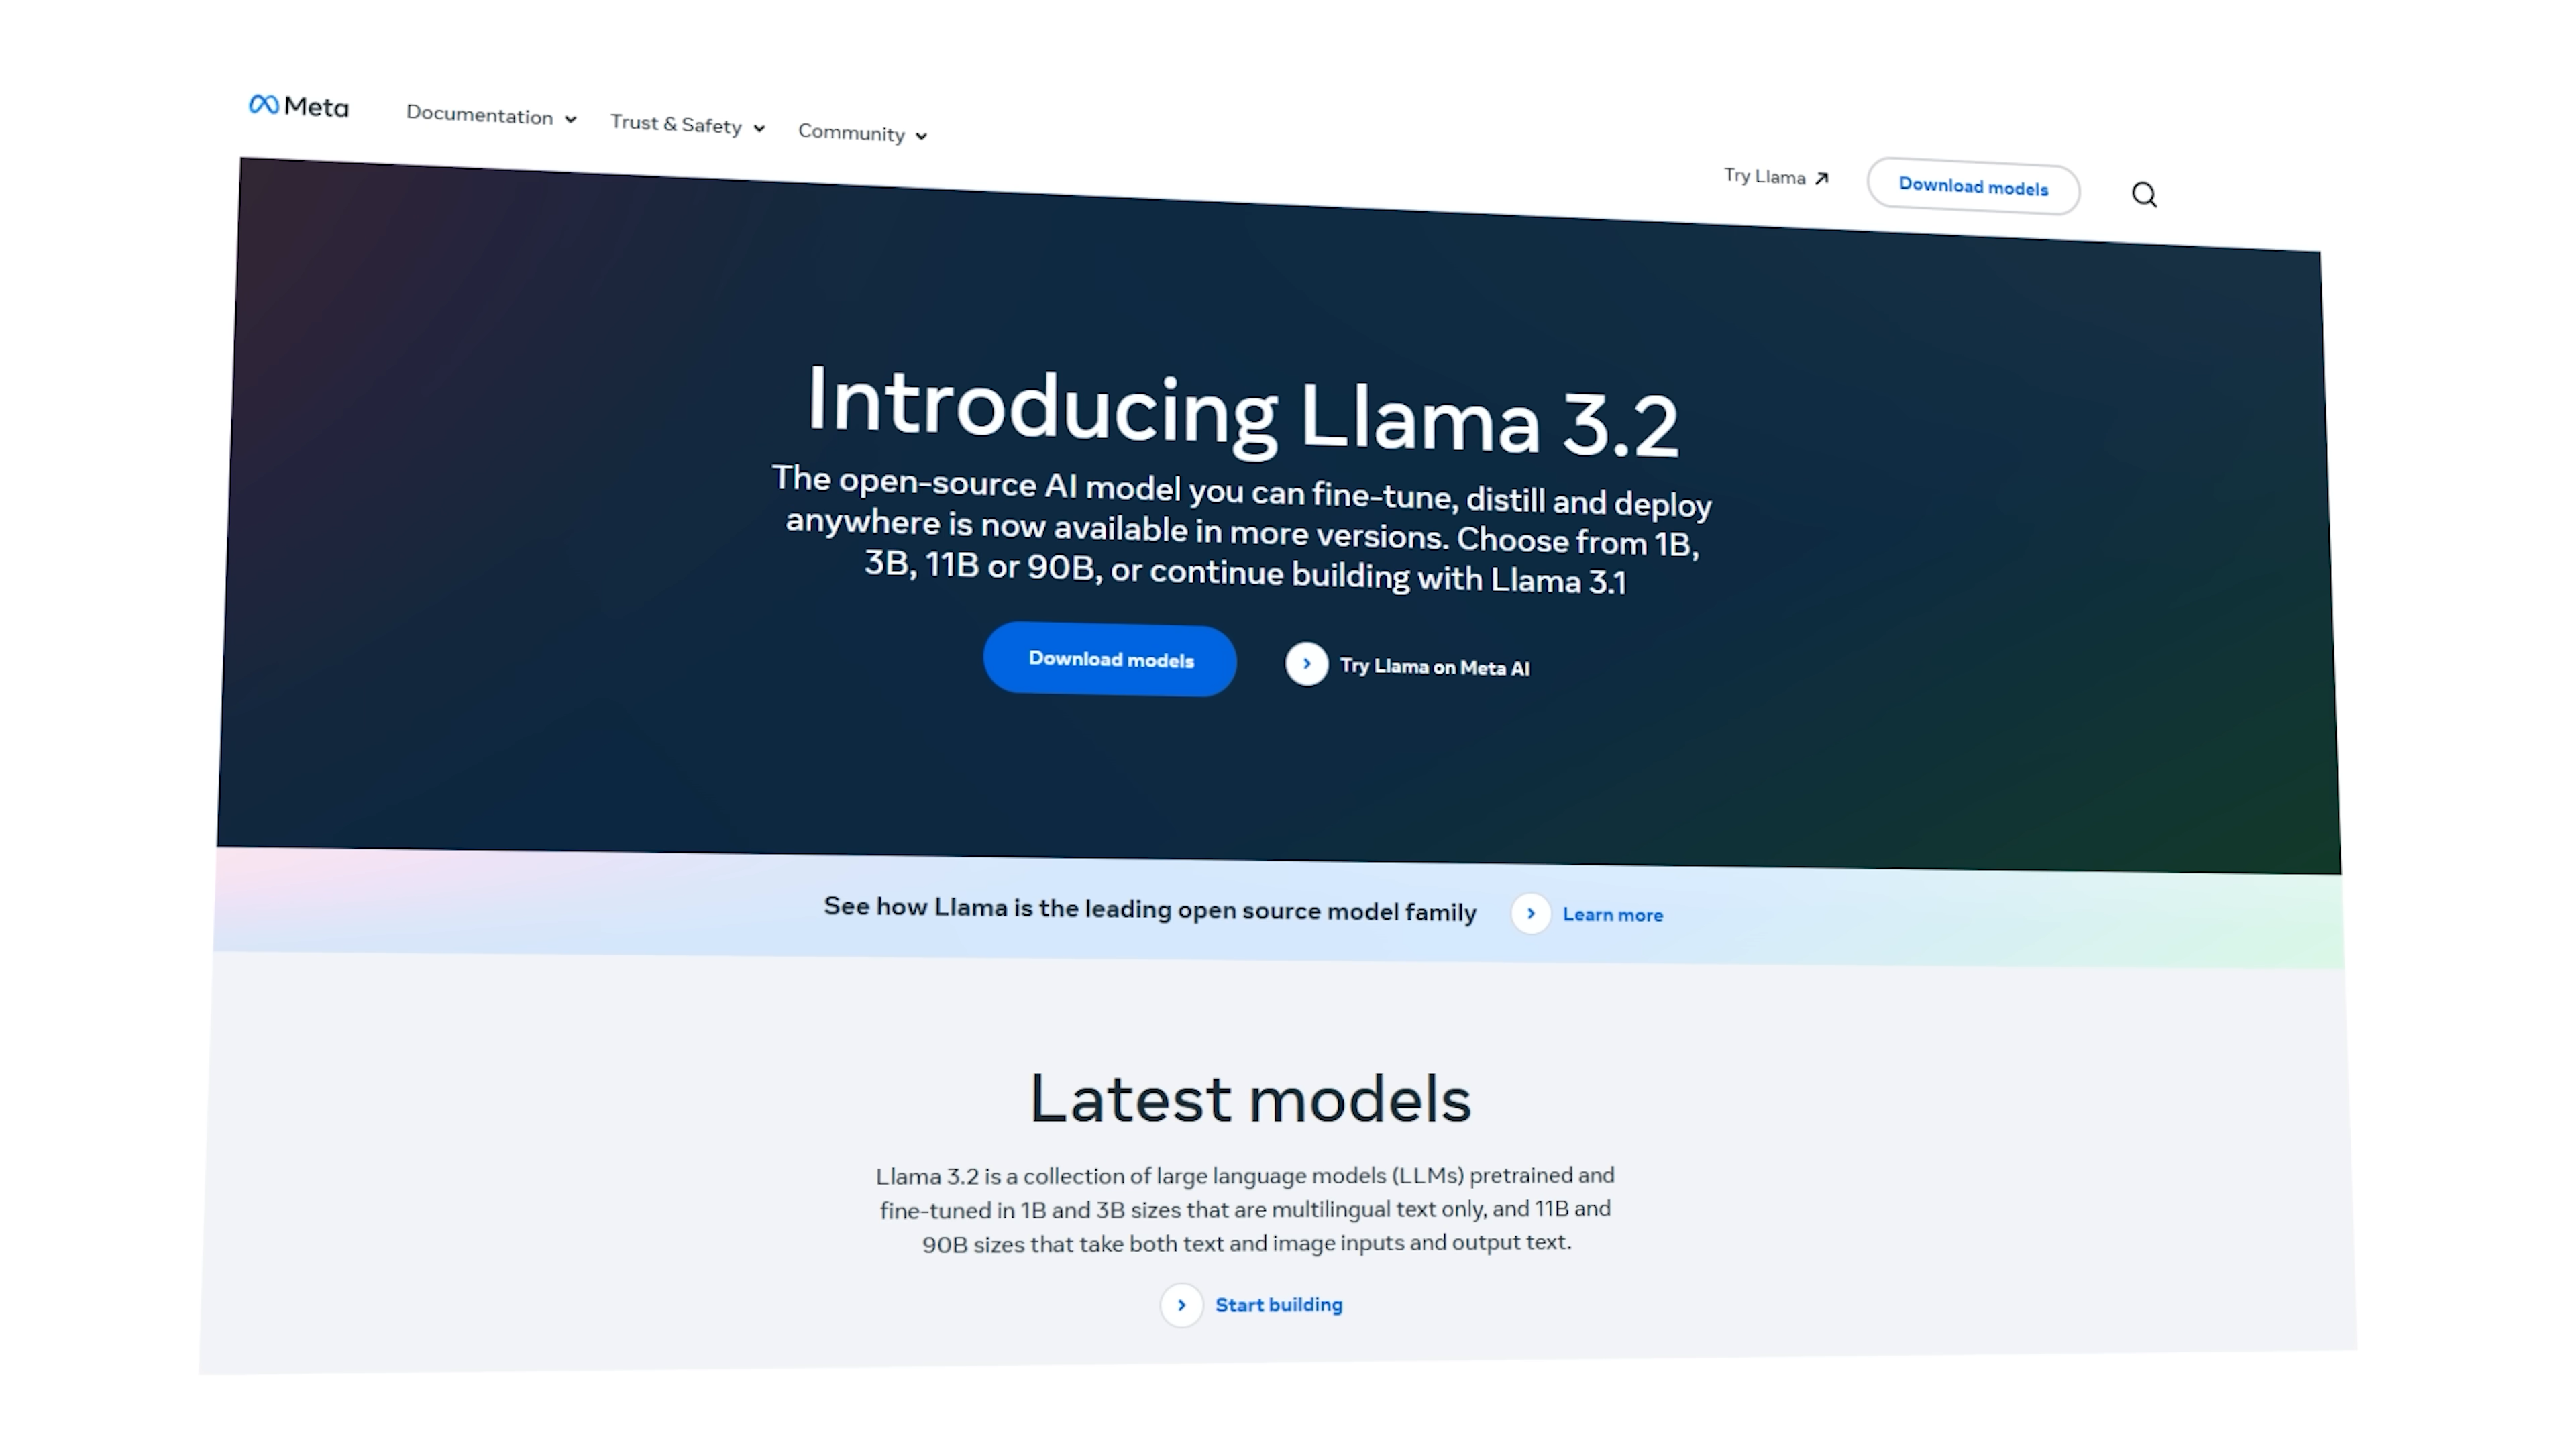 Meta
Documentation
Trust & Safety
Community
Try Llama
Download models
Introducing Llama 3.2
The open-source AI model you can fine-tune, distill and deploy
anywhere is now available in more versions. Choose from 1B,
3B, 11B or 90B, or continue building with Llama 3.1
Download models
Try Llama on Meta AI
See how Llama is the leading open source model family
Learn more
Latest models
Llama 3.2 is a collection of large language models (LLMs) pretrained and
fine-tuned in 1B and 3B sizes that are multilingual text only, and 11B and
90B sizes that take both text and image inputs and output text.
Start building